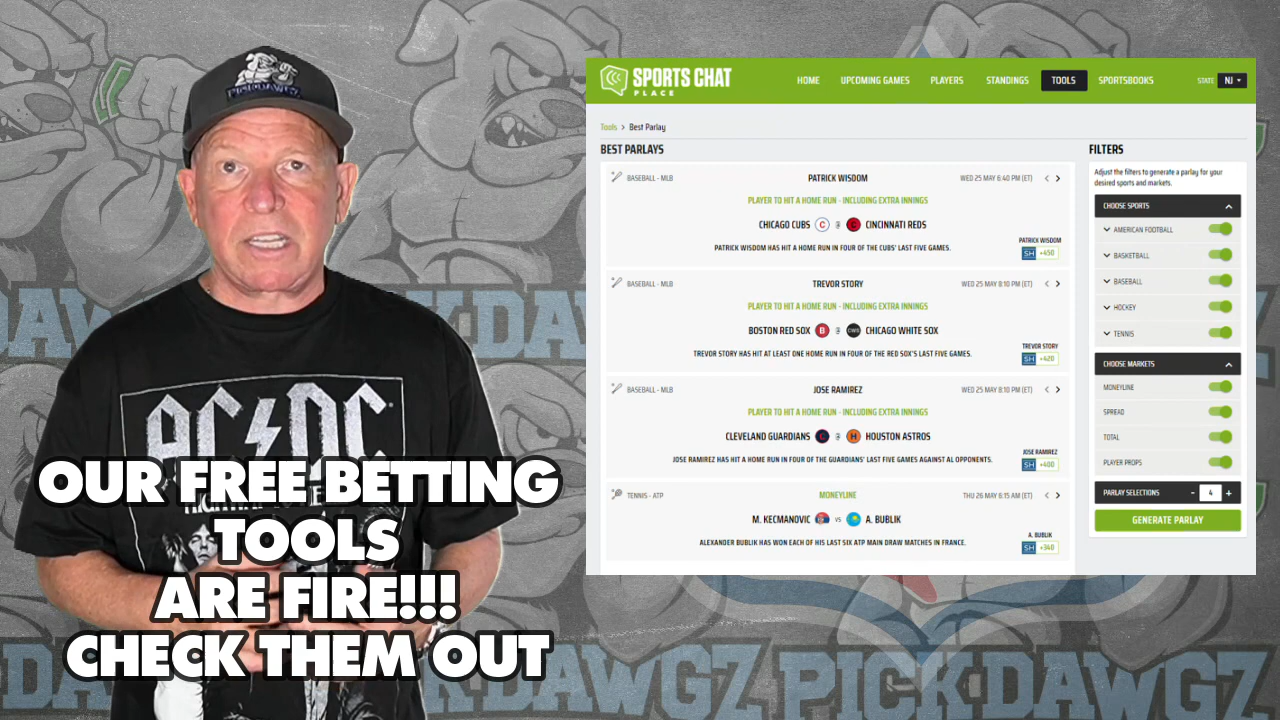 PICKDAWGZ
AC DC
OUR FREE BETTING
TOOLS
ARE FIRE!!!
CHECK THEM OUT
SPORTS CHAT
PLACE
HOME
UPCOMING GAMES
PLAYERS
STANDINGS
TOOLS
SPORTSBOOKS
STATE
NJ
Tools > Best Parlay
BEST PARLAYS
BASEBALL - MLB
PATRICK WISDOM
WED 25 MAY 6:40 PM (ET)
PLAYER TO HIT A HOME RUN - INCLUDING EXTRA INNINGS
CHICAGO CUBS C @ C CINCINNATI REDS
PATRICK WISDOM HAS HIT A HOME RUN IN FOUR OF THE CUBS' LAST FIVE GAMES.
PATRICK WISDOM
SH +450
BASEBALL - MLB
TREVOR STORY
WED 25 MAY 8:10 PM (ET)
PLAYER TO HIT A HOME RUN - INCLUDING EXTRA INNINGS
BOSTON RED SOX B @ CWS CHICAGO WHITE SOX
TREVOR STORY HAS HIT AT LEAST ONE HOME RUN IN FOUR OF THE RED SOX'S LAST FIVE GAMES.
TREVOR STORY
SH +420
BASEBALL - MLB
JOSE RAMIREZ
WED 25 MAY 8:10 PM (ET)
PLAYER TO HIT A HOME RUN - INCLUDING EXTRA INNINGS
CLEVELAND GUARDIANS C @ H HOUSTON ASTROS
JOSE RAMIREZ HAS HIT A HOME RUN IN FOUR OF THE GUARDIANS' LAST FIVE GAMES AGAINST AL OPPONENTS.
JOSE RAMIREZ
SH +400
TENNIS - ATP
MONEYLINE
THU 26 MAY 6:15 AM (ET)
M. KECMANOVIC VS A. BUBLIK
ALEXANDER BUBLIK HAS WON EACH OF HIS LAST SIX ATP MAIN DRAW MATCHES IN FRANCE.
A. BUBLIK
SH +340
FILTERS
Adjust the filters to generate a parlay for your
desired sports and markets.
CHOOSE SPORTS
AMERICAN FOOTBALL
BASKETBALL
BASEBALL
HOCKEY
TENNIS
CHOOSE MARKETS
MONEYLINE
SPREAD
TOTAL
PLAYER PROPS
PARLAY SELECTIONS - 4 +
GENERATE PARLAY
PICKDAWGZ